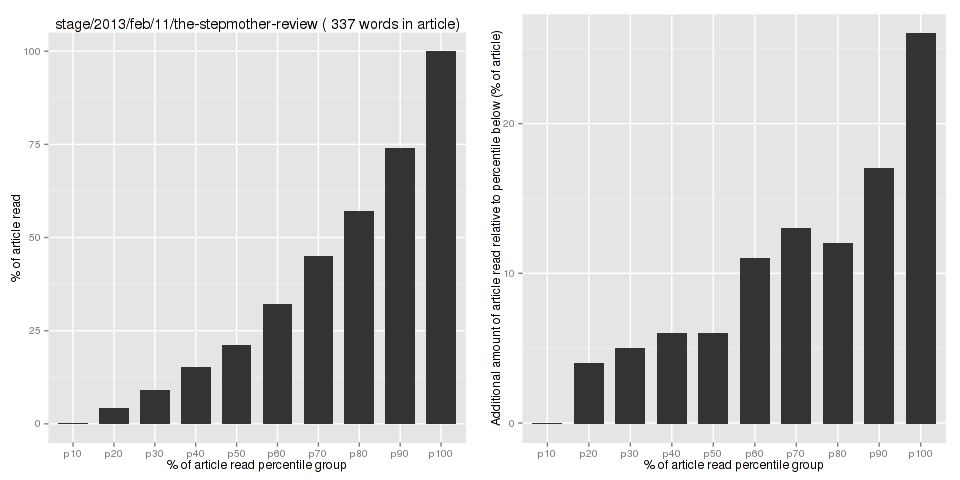 stage/2013/feb/11/the-stepmother-review ( 337 words in article)
100
75
50
25
0
% of article read
p10 p20 p30 p40 p50 p60 p70 p80 p90 p100
% of article read percentile group
20
10
0
Additional amount of article read relative to percentile below (% of article)
p10 p20 p30 p40 p50 p60 p70 p80 p90 p100
% of article read percentile group